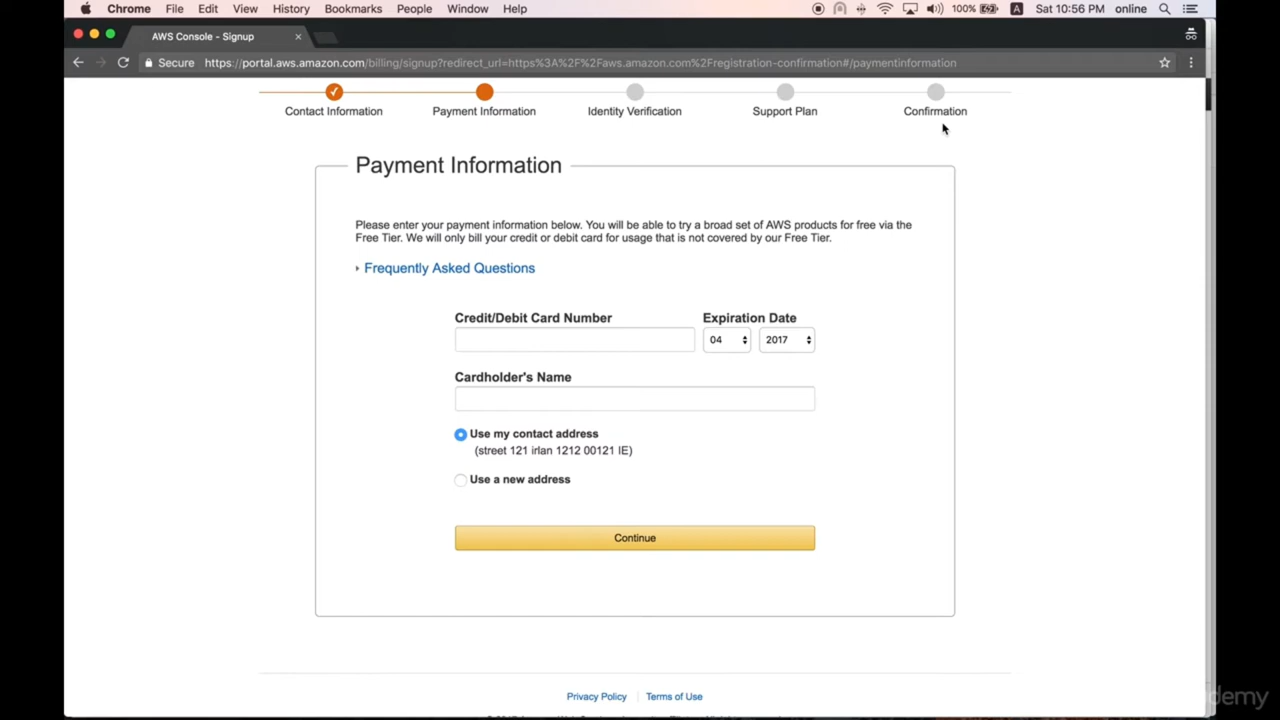 Chrome File Edit View History Bookmarks People Window Help 100% A Sat 10:56 PM online
AWS Console - Signup
Secure https://portal.aws.amazon.com/billing/signup?redirect_url=https%3A%2F%2Faws.amazon.com%2Fregistration-confirmation#/paymentinformation
Contact Information Payment Information Identity Verification Support Plan Confirmation
Payment Information
Please enter your payment information below. You will be able to try a broad set of AWS products for free via the
Free Tier. We will only bill your credit or debit card for usage that is not covered by our Free Tier.
Frequently Asked Questions
Credit/Debit Card Number Expiration Date
04 2017
Cardholder's Name
Use my contact address
(street 121 irlan 1212 00121 IE)
Use a new address
Continue
Privacy Policy Terms of Use
demy